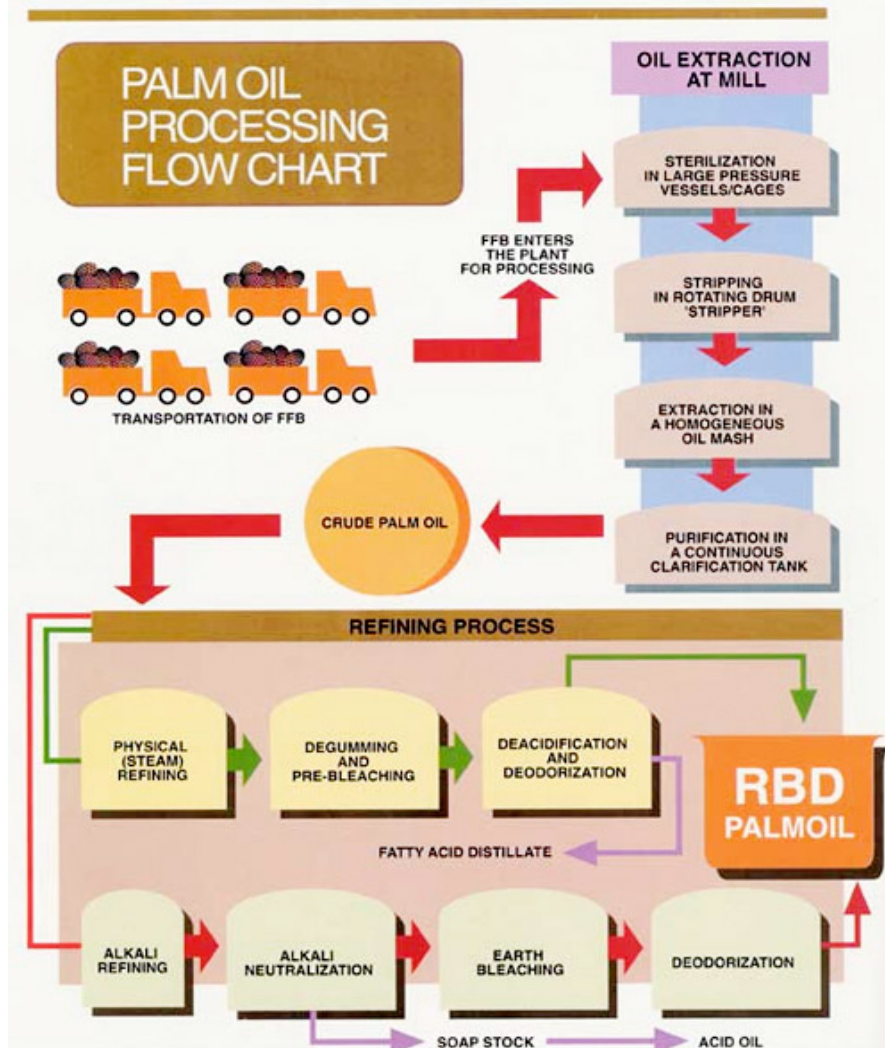 PALM OIL
PROCESSING
FLOW CHART
OIL EXTRACTION
AT MILL
STERILIZATION
IN LARGE PRESSURE
VESSELS/CAGES
FFB ENTERS
THE PLANT
FOR PROCESSING
STRIPPING
IN ROTATING DRUM
'STRIPPER'
TRANSPORTATION OF FFB
EXTRACTION IN
A HOMOGENEOUS
OIL MASH
CRUDE PALM OIL
PURIFICATION IN
A CONTINUOUS
CLARIFICATION TANK
REFINING PROCESS
PHYSICAL
(STEAM)
REFINING
DEGUMMING
AND
PRE-BLEACHING
DEACIDIFICATION
AND
DEODORIZATION
RBD
PALMOIL
FATTY ACID DISTILLATE
ALKALI
REFINING
ALKALI
NEUTRALIZATION
EARTH
BLEACHING
DEODORIZATION
SOAP STOCK
ACID OIL